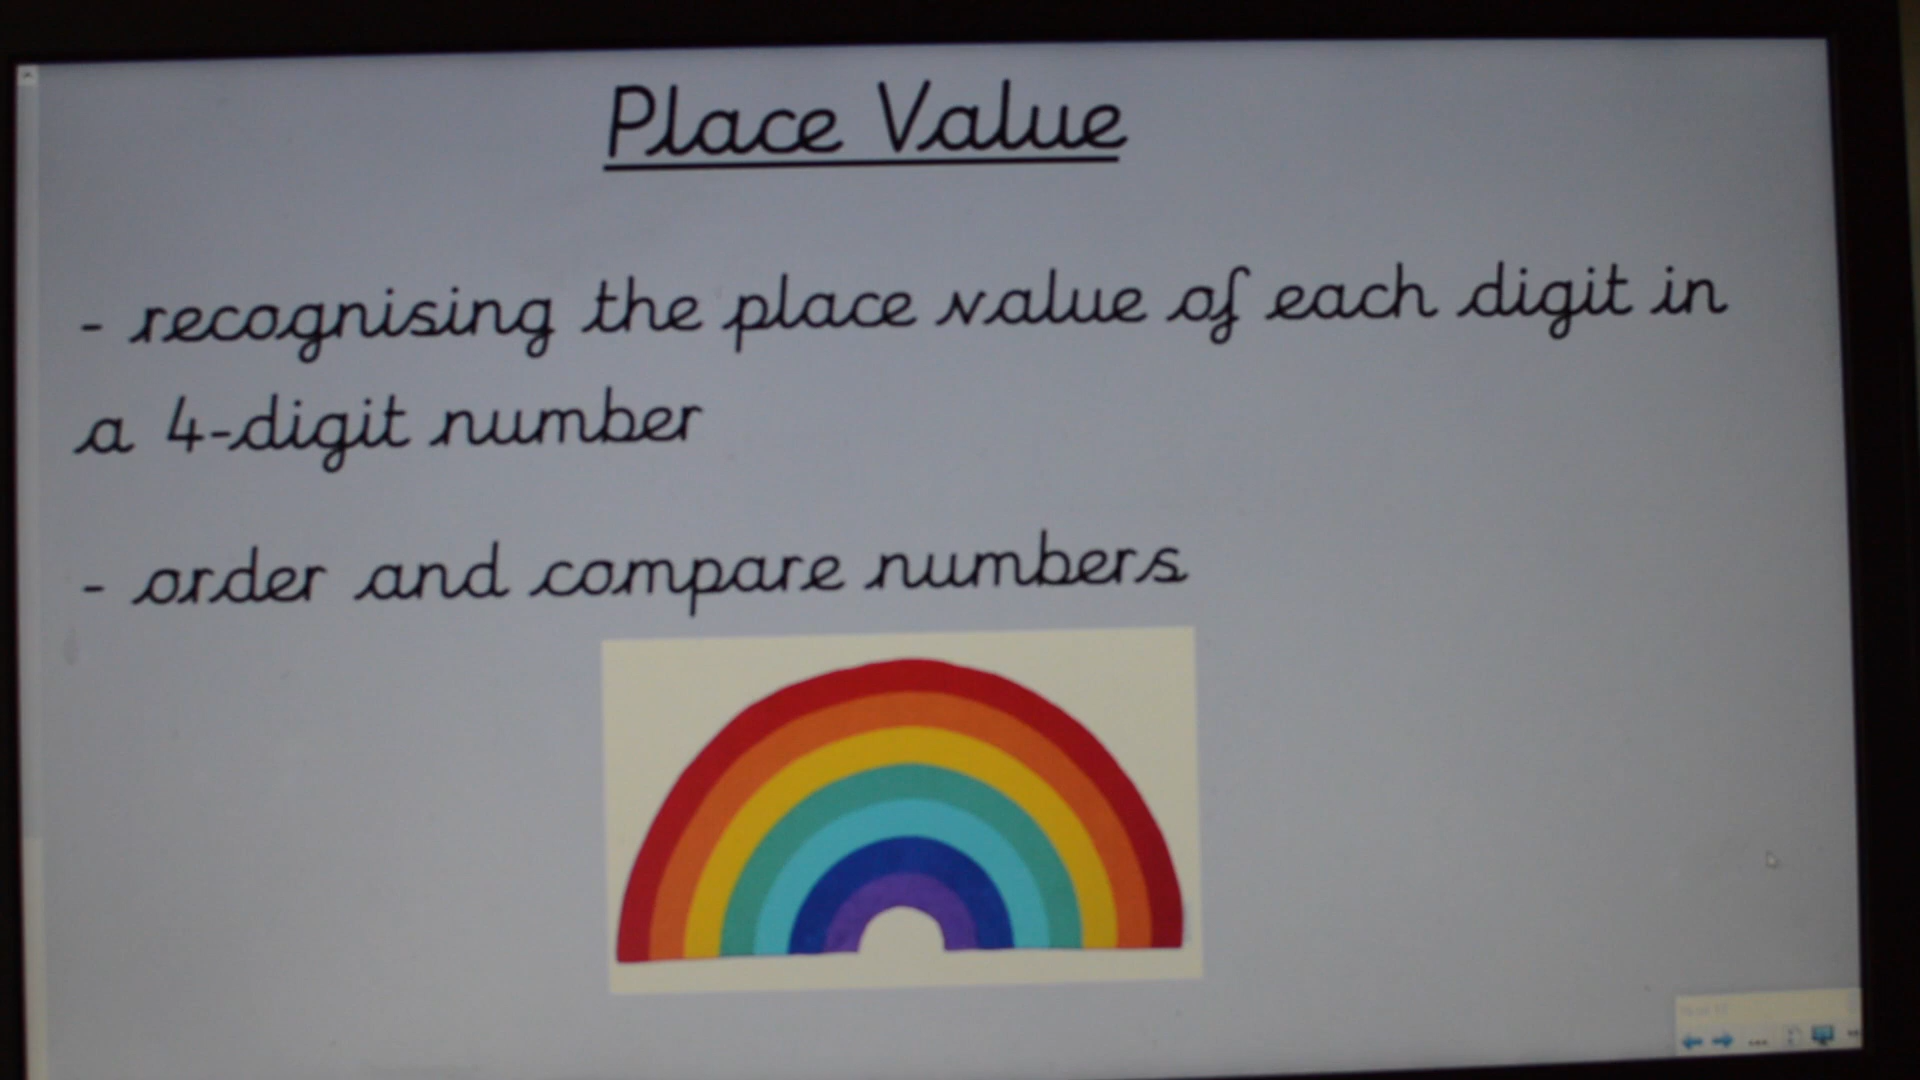 Place Value
- recognising the place value of each digit in
a 4-digit number
- order and compare numbers